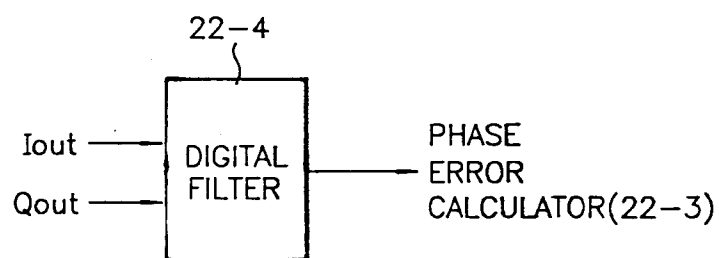 22-4
Iout
Qout
DIGITAL
FILTER
PHASE
ERROR
CALCULATOR(22-3)